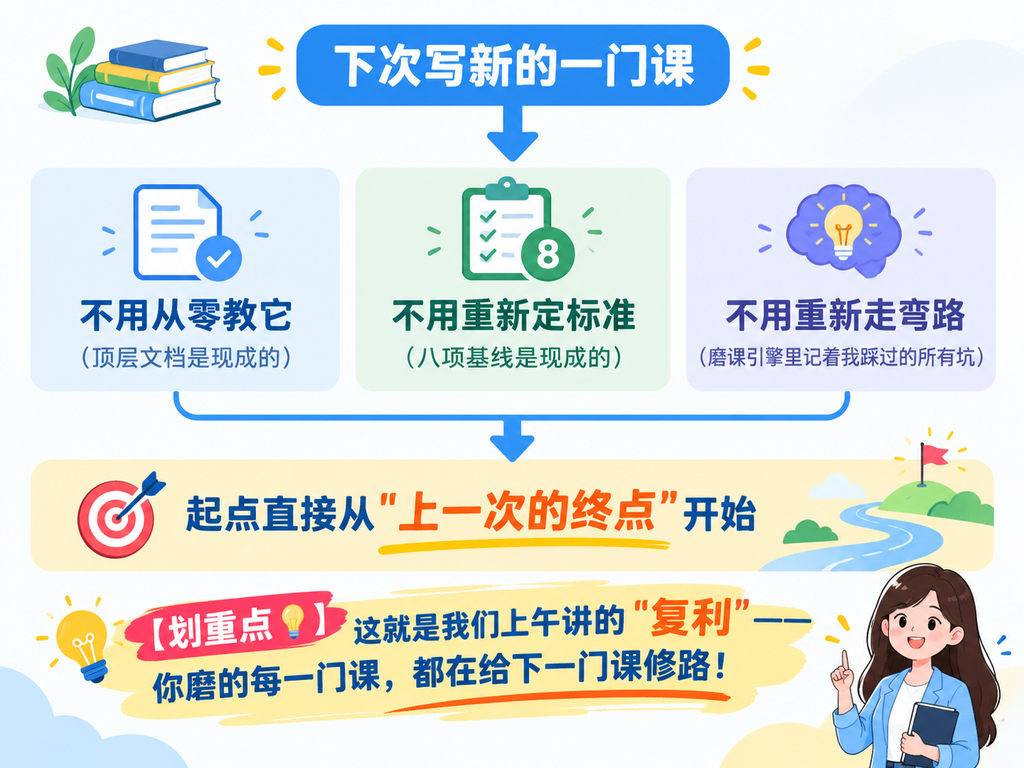 下次写新的一门课
不用从零教它
（顶层文档是现成的）
8
不用重新定标准
（八项基线是现成的）
不用重新走弯路
（磨课引擎里记着我踩过的所有坑）
起点直接从“上一次的终点”开始
【划重点💡】这就是我们上午讲的“复利”——
你磨的每一门课，都在给下一门课修路！